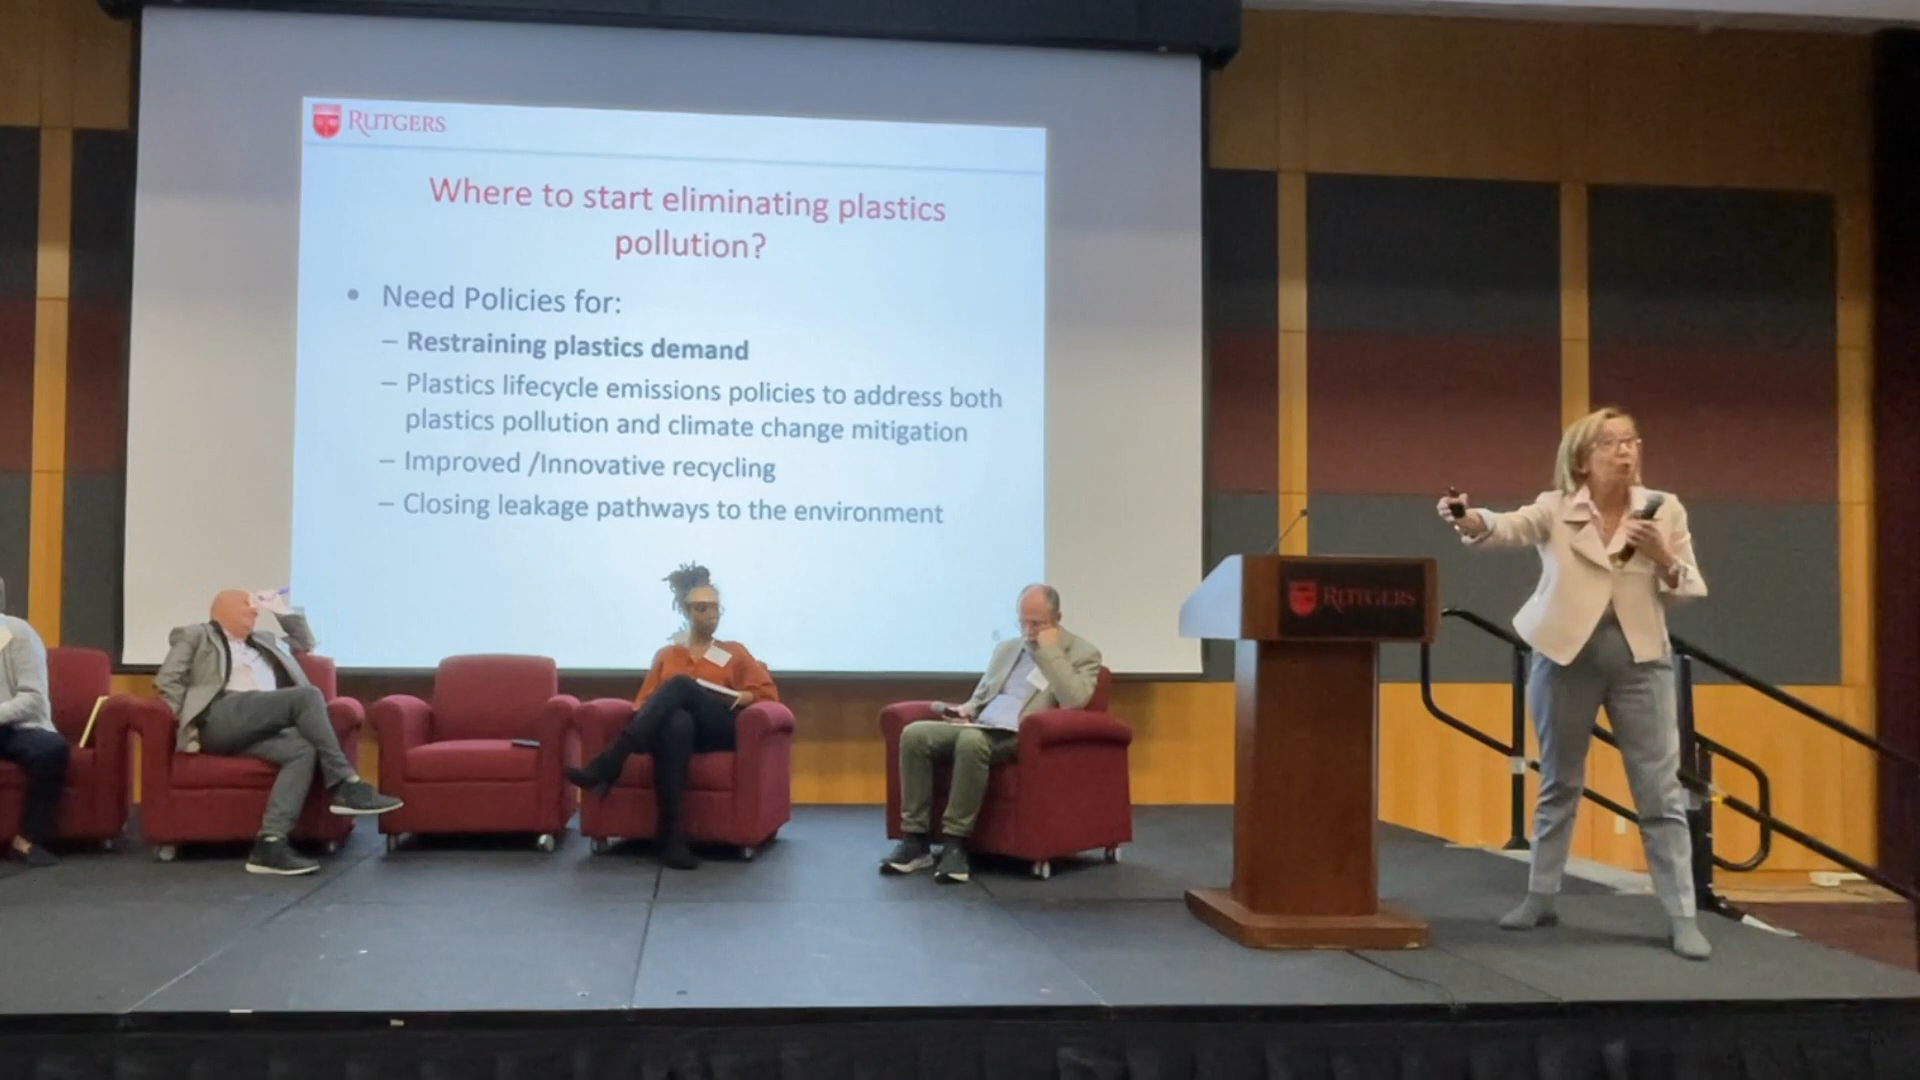 RUTGERS
Where to start eliminating plastics
pollution?
• Need Policies for:
– Restraining plastics demand
– Plastics lifecycle emissions policies to address both
plastics pollution and climate change mitigation
– Improved /Innovative recycling
– Closing leakage pathways to the environment
RUTGERS